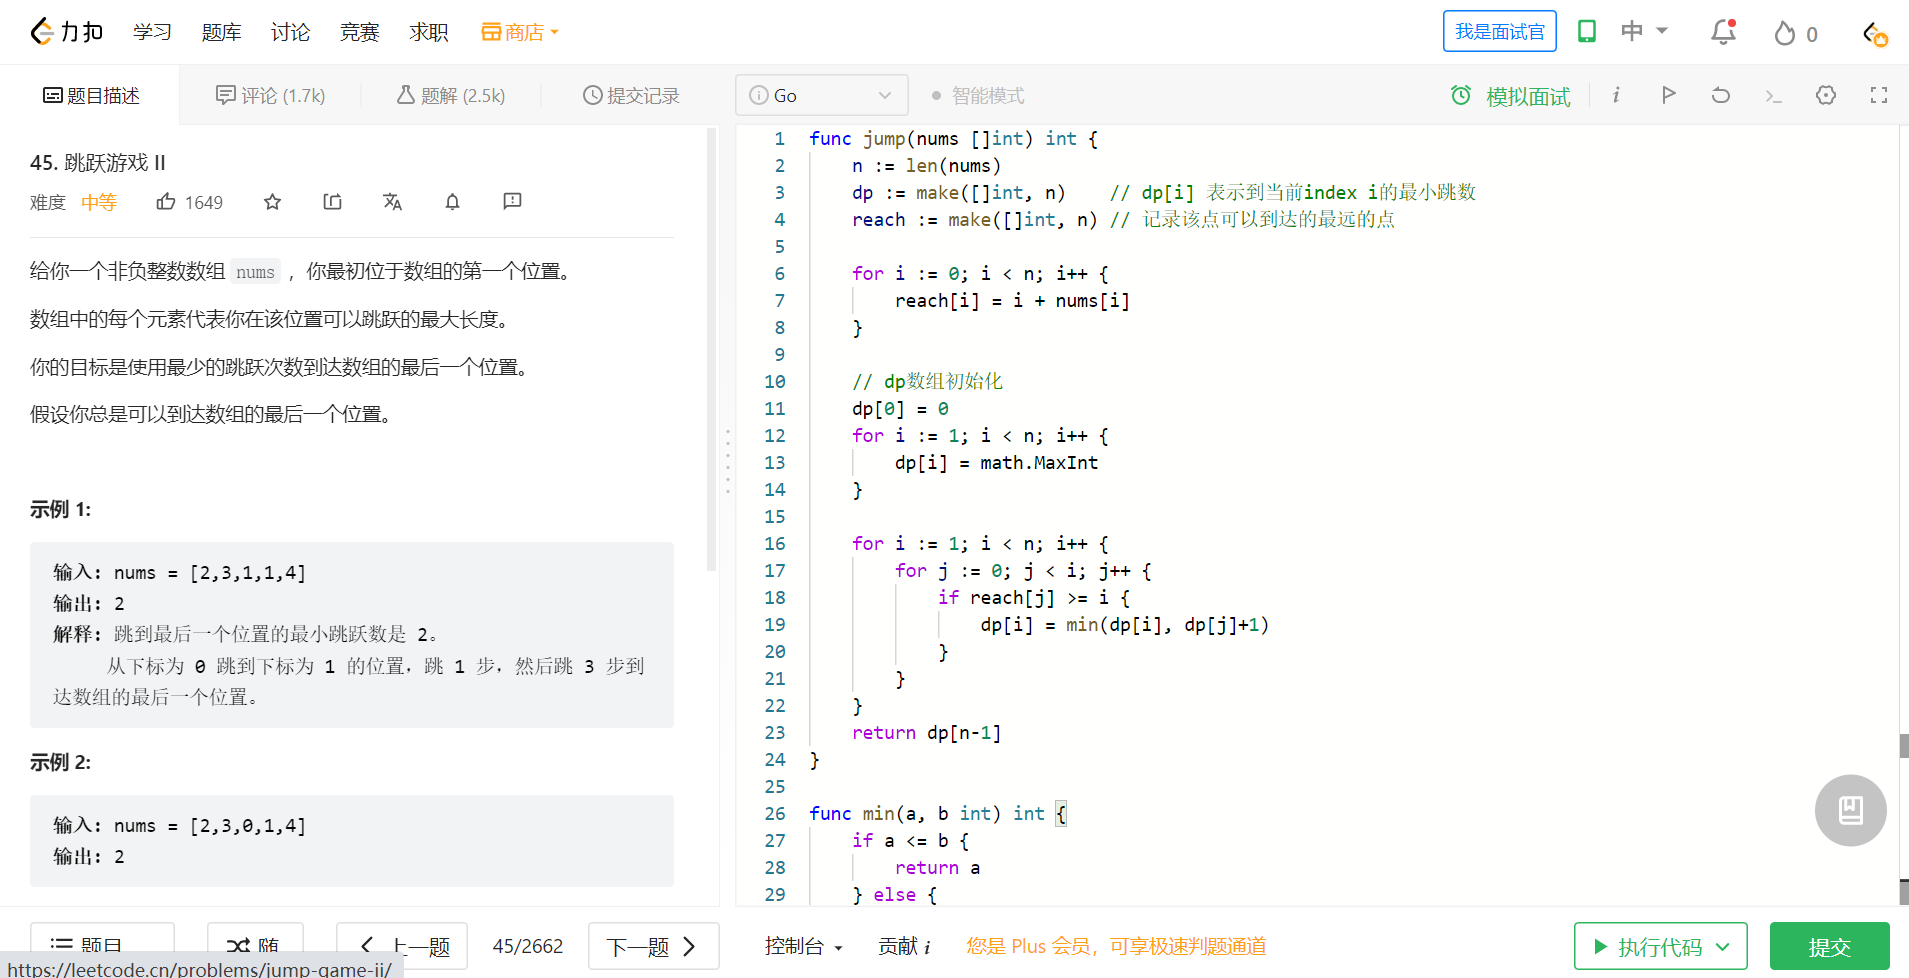 力扣 学习 题库 讨论 竞赛 求职 商店 我是面试官 中 0
题目描述 评论 (1.7k) 题解 (2.5k) 提交记录 Go 智能模式 模拟面试
45. 跳跃游戏 II
难度 中等 1649
给你一个非负整数数组 nums ，你最初位于数组的第一个位置。
数组中的每个元素代表你在该位置可以跳跃的最大长度。
你的目标是使用最少的跳跃次数到达数组的最后一个位置。
假设你总是可以到达数组的最后一个位置。
示例 1:
输入: nums = [2,3,1,1,4]
输出: 2
解释: 跳到最后一个位置的最小跳跃数是 2。
从下标为 0 跳到下标为 1 的位置，跳 1 步，然后跳 3 步到
达数组的最后一个位置。
示例 2:
输入: nums = [2,3,0,1,4]
输出: 2
1 func jump(nums []int) int {
2 n := len(nums)
3 dp := make([]int, n) // dp[i] 表示到当前index i的最小跳数
4 reach := make([]int, n) // 记录该点可以到达的最远的点
5
6 for i := 0; i < n; i++ {
7 reach[i] = i + nums[i]
8 }
9
10 // dp数组初始化
11 dp[0] = 0
12 for i := 1; i < n; i++ {
13 dp[i] = math.MaxInt
14 }
15
16 for i := 1; i < n; i++ {
17 for j := 0; j < i; j++ {
18 if reach[j] >= i {
19 dp[i] = min(dp[i], dp[j]+1)
20 }
21 }
22 }
23 return dp[n-1]
24 }
25
26 func min(a, b int) int {
27 if a <= b {
28 return a
29 } else {
题目 随 上一题 45/2662 下一题 控制台 贡献 i 您是 Plus 会员，可享极速判题通道 执行代码 提交
https://leetcode.cn/problems/jump-game-ii/